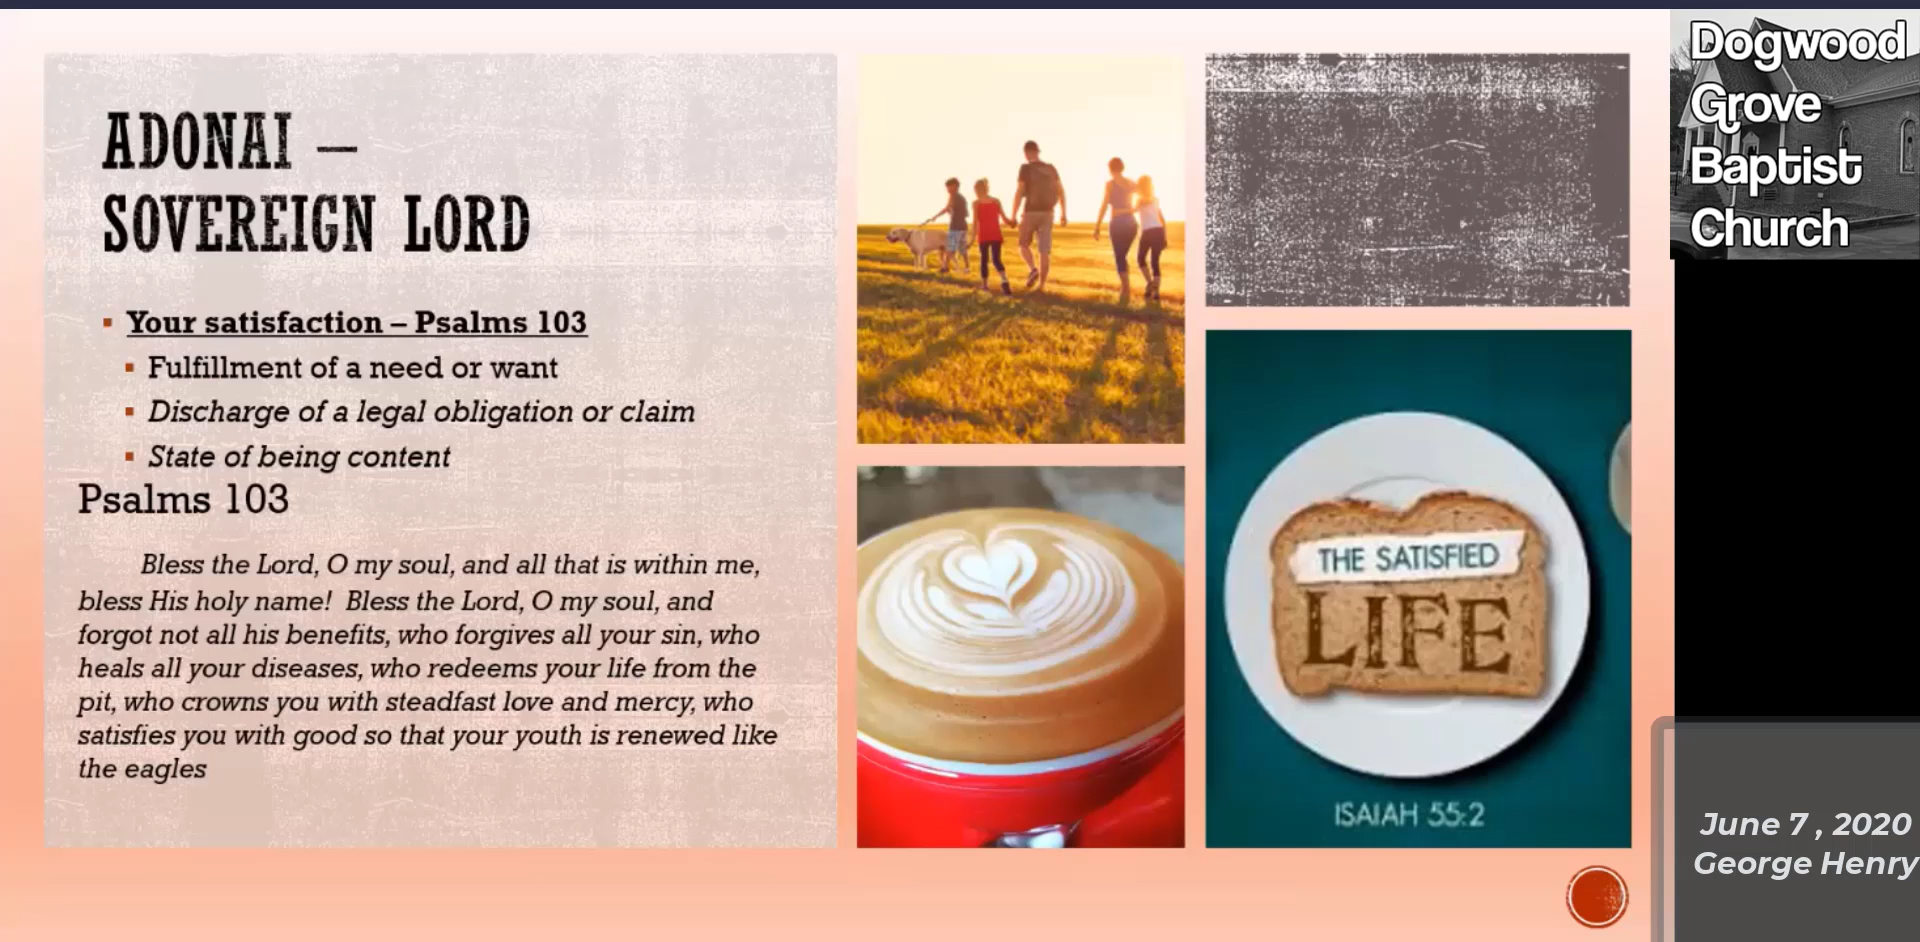 ADONAI –
SOVEREIGN LORD
Your satisfaction – Psalms 103
Fulfillment of a need or want
Discharge of a legal obligation or claim
State of being content
Psalms 103
Bless the Lord, O my soul, and all that is within me,
bless His holy name! Bless the Lord, O my soul, and
forgot not all his benefits, who forgives all your sin, who
heals all your diseases, who redeems your life from the
pit, who crowns you with steadfast love and mercy, who
satisfies you with good so that your youth is renewed like
the eagles
THE SATISFIED
LIFE
ISAIAH 55:2
Dogwood
Grove
Baptist
Church
June 7 , 2020
George Henry